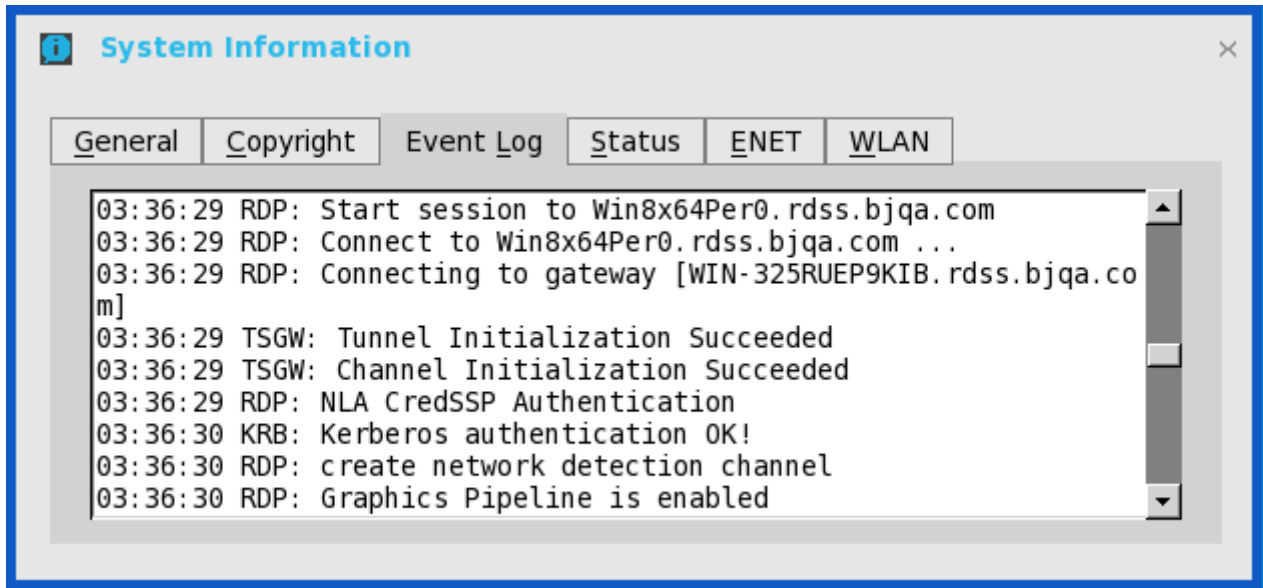 System Information
General Copyright Event Log Status ENET WLAN
03:36:29 RDP: Start session to Win8x64Per0.rdss.bjqa.com
03:36:29 RDP: Connect to Win8x64Per0.rdss.bjqa.com ...
03:36:29 RDP: Connecting to gateway [WIN-325RUEP9KIB.rdss.bjqa.co
m]
03:36:29 TSGW: Tunnel Initialization Succeeded
03:36:29 TSGW: Channel Initialization Succeeded
03:36:29 RDP: NLA CredSSP Authentication
03:36:30 KRB: Kerberos authentication OK!
03:36:30 RDP: create network detection channel
03:36:30 RDP: Graphics Pipeline is enabled